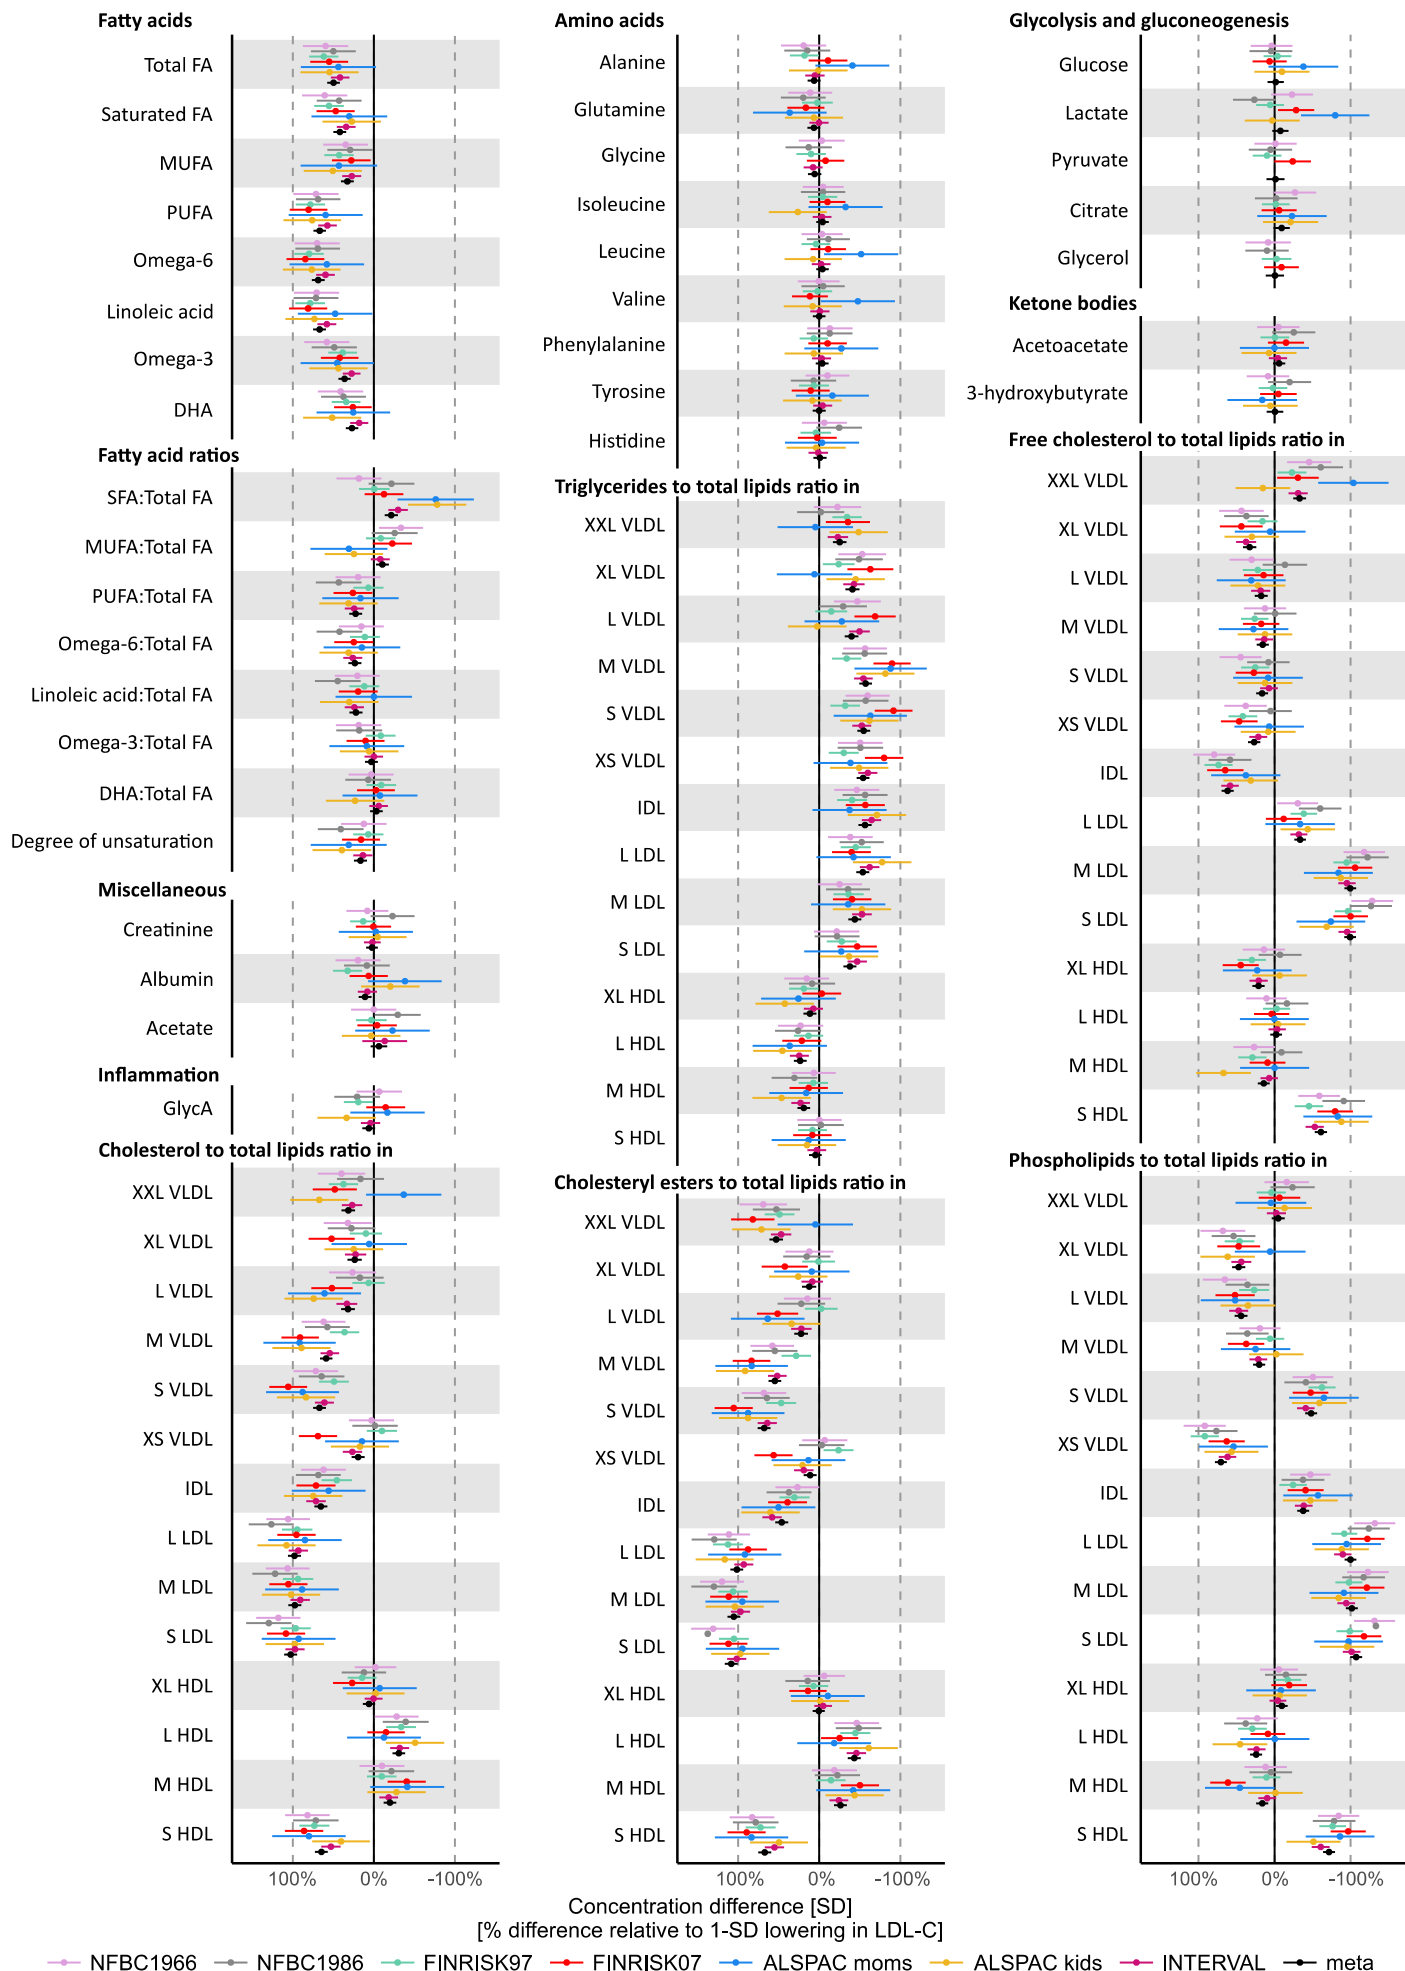 Fatty acids
Total FA
Saturated FA
MUFA
PUFA
Omega-6
Linoleic acid
Omega-3
DHA
Fatty acid ratios
SFA:Total FA
MUFA:Total FA
PUFA:Total FA
Omega-6:Total FA
Linoleic acid:Total FA
Omega-3:Total FA
DHA:Total FA
Degree of unsaturation
Miscellaneous
Creatinine
Albumin
Acetate
Inflammation
GlycA
Cholesterol to total lipids ratio in
XXL VLDL
XL VLDL
L VLDL
M VLDL
S VLDL
XS VLDL
IDL
L LDL
M LDL
S LDL
XL HDL
L HDL
M HDL
S HDL
100% 0% -100%
Amino acids
Alanine
Glutamine
Glycine
Isoleucine
Leucine
Valine
Phenylalanine
Tyrosine
Histidine
Triglycerides to total lipids ratio in
XXL VLDL
XL VLDL
L VLDL
M VLDL
S VLDL
XS VLDL
IDL
L LDL
M LDL
S LDL
XL HDL
L HDL
M HDL
S HDL
Cholesteryl esters to total lipids ratio in
XXL VLDL
XL VLDL
L VLDL
M VLDL
S VLDL
XS VLDL
IDL
L LDL
M LDL
S LDL
XL HDL
L HDL
M HDL
S HDL
100% 0% -100%
Glycolysis and gluconeogenesis
Glucose
Lactate
Pyruvate
Citrate
Glycerol
Ketone bodies
Acetoacetate
3-hydroxybutyrate
Free cholesterol to total lipids ratio in
XXL VLDL
XL VLDL
L VLDL
M VLDL
S VLDL
XS VLDL
IDL
L LDL
M LDL
S LDL
XL HDL
L HDL
M HDL
S HDL
Phospholipids to total lipids ratio in
XXL VLDL
XL VLDL
L VLDL
M VLDL
S VLDL
XS VLDL
IDL
L LDL
M LDL
S LDL
XL HDL
L HDL
M HDL
S HDL
100% 0% -100%
Concentration difference [SD]
[% difference relative to 1-SD lowering in LDL-C]
NFBC1966 NFBC1986 FINRISK97 FINRISK07 ALSPAC moms ALSPAC kids INTERVAL meta